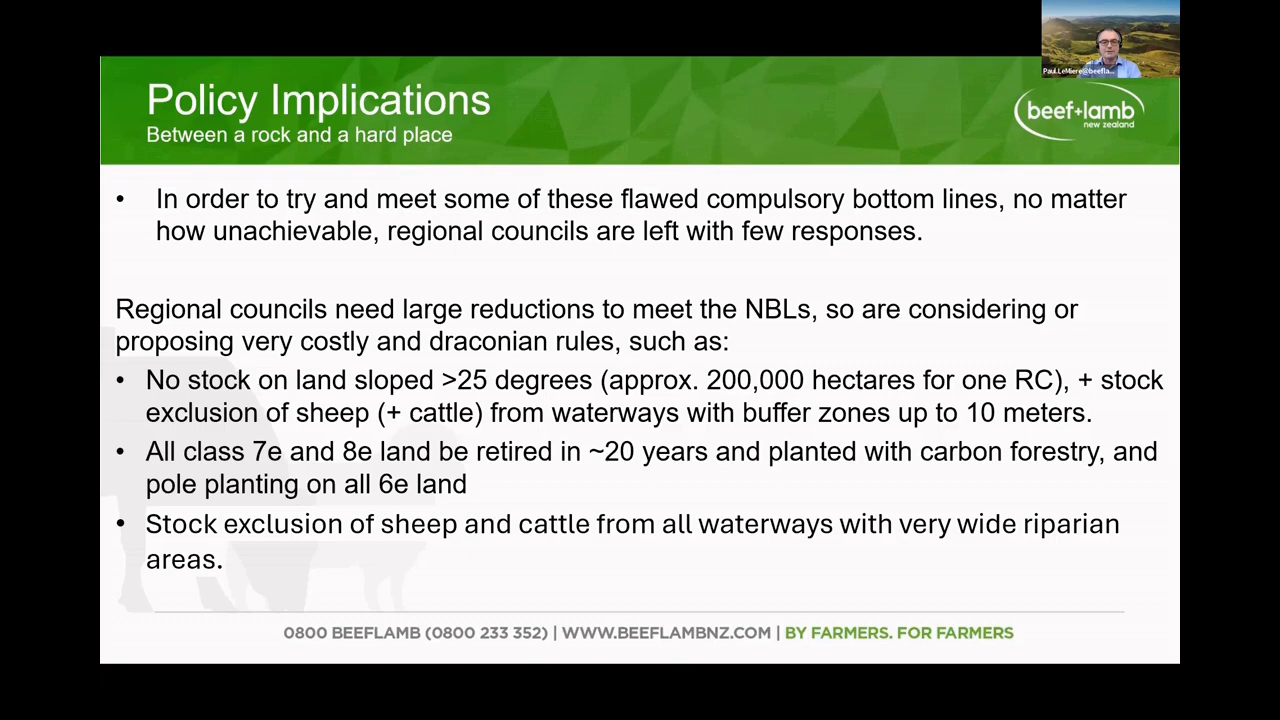 Paul.LeMiere@beefla...
Policy Implications
Between a rock and a hard place
beef+lamb
new zealand
• In order to try and meet some of these flawed compulsory bottom lines, no matter
how unachievable, regional councils are left with few responses.
Regional councils need large reductions to meet the NBLs, so are considering or
proposing very costly and draconian rules, such as:
• No stock on land sloped >25 degrees (approx. 200,000 hectares for one RC), + stock
exclusion of sheep (+ cattle) from waterways with buffer zones up to 10 meters.
• All class 7e and 8e land be retired in ~20 years and planted with carbon forestry, and
pole planting on all 6e land
• Stock exclusion of sheep and cattle from all waterways with very wide riparian
areas.
0800 BEEFLAMB (0800 233 352) | WWW.BEEFLAMBNZ.COM | BY FARMERS. FOR FARMERS